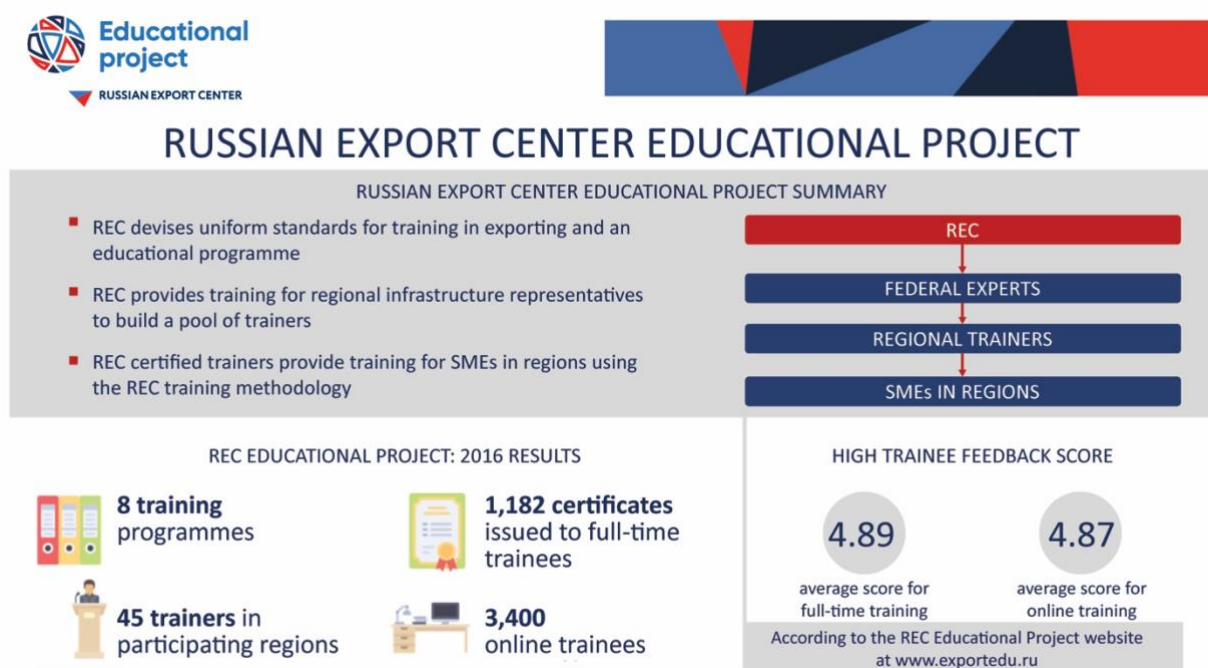 Educational
project
RUSSIAN EXPORT CENTER
RUSSIAN EXPORT CENTER EDUCATIONAL PROJECT
RUSSIAN EXPORT CENTER EDUCATIONAL PROJECT SUMMARY
REC devises uniform standards for training in exporting and an
educational programme
REC provides training for regional infrastructure representatives
to build a pool of trainers
REC certified trainers provide training for SMEs in regions using
the REC training methodology
REC
FEDERAL EXPERTS
REGIONAL TRAINERS
SMEs IN REGIONS
REC EDUCATIONAL PROJECT: 2016 RESULTS
8 training
programmes
1,182 certificates
issued to full-time
trainees
45 trainers in
participating regions
3,400
online trainees
HIGH TRAINEE FEEDBACK SCORE
4.89
average score for
full-time training
4.87
average score for
online training
According to the REC Educational Project website
at www.exportedu.ru